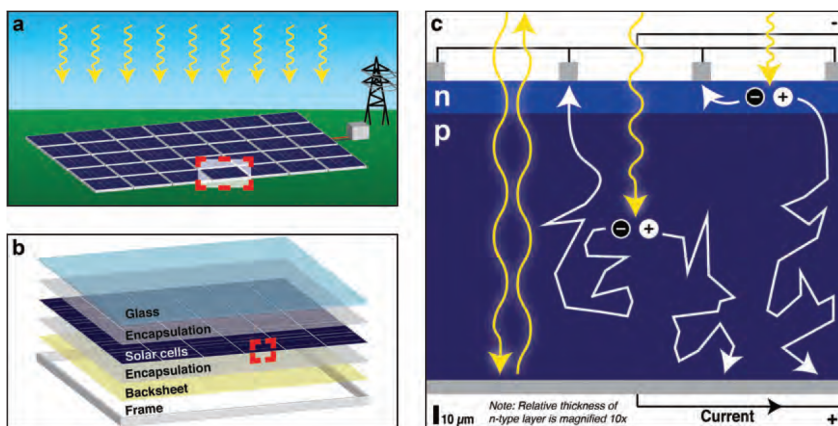 a
b
Glass
Encapsulation
Solar cells
Encapsulation
Backsheet
Frame
c
-
n
- +
p
- +
10 µm
Note: Relative thickness of
n-type layer is magnified 10x
Current
+